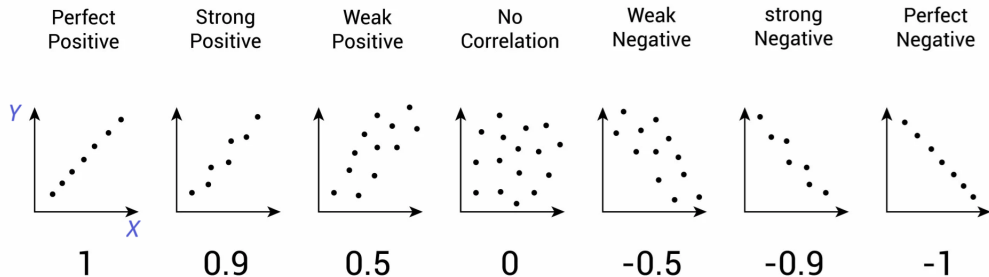 Perfect
Positive
Strong
Positive
Weak
Positive
No
Correlation
Weak
Negative
strong
Negative
Perfect
Negative
Y
X
1
0.9
0.5
0
-0.5
-0.9
-1